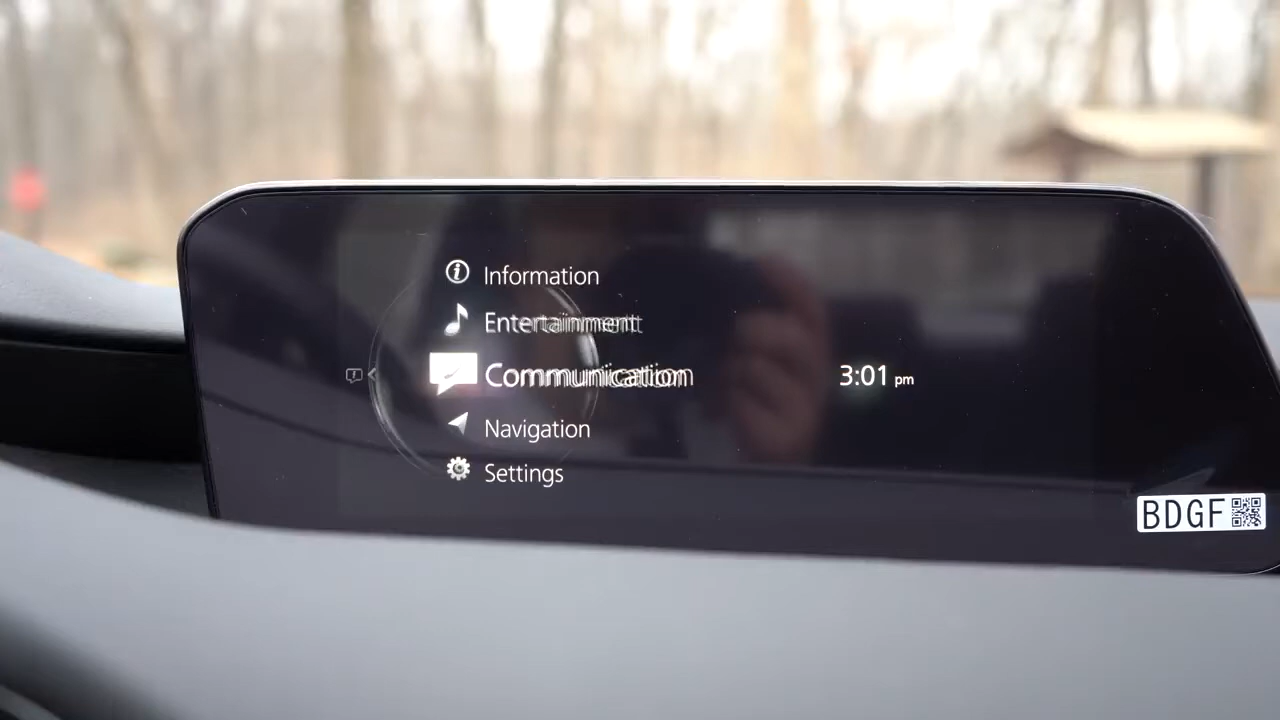 Information
Entertainment
Communication
3:01 pm
Navigation
Settings
BDGF